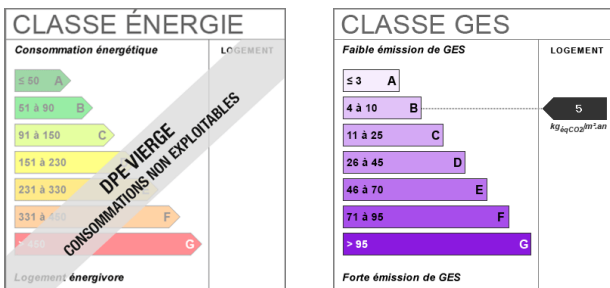 CLASSE ÉNERGIE
Consommation énergétique
LOGEMENT
≤ 50 A
51 à 90 B
91 à 150 C
151 à 230
231 à 330 E
331 à 450 F
> 450 G
DPE VIERGE
CONSOMMATIONS NON EXPLOITABLES
Logement énergivore
CLASSE GES
Faible émission de GES
LOGEMENT
≤ 3 A
4 à 10 B
5
kgéqCO2/m².an
11 à 25 C
26 à 45 D
46 à 70 E
71 à 95 F
> 95 G
Forte émission de GES